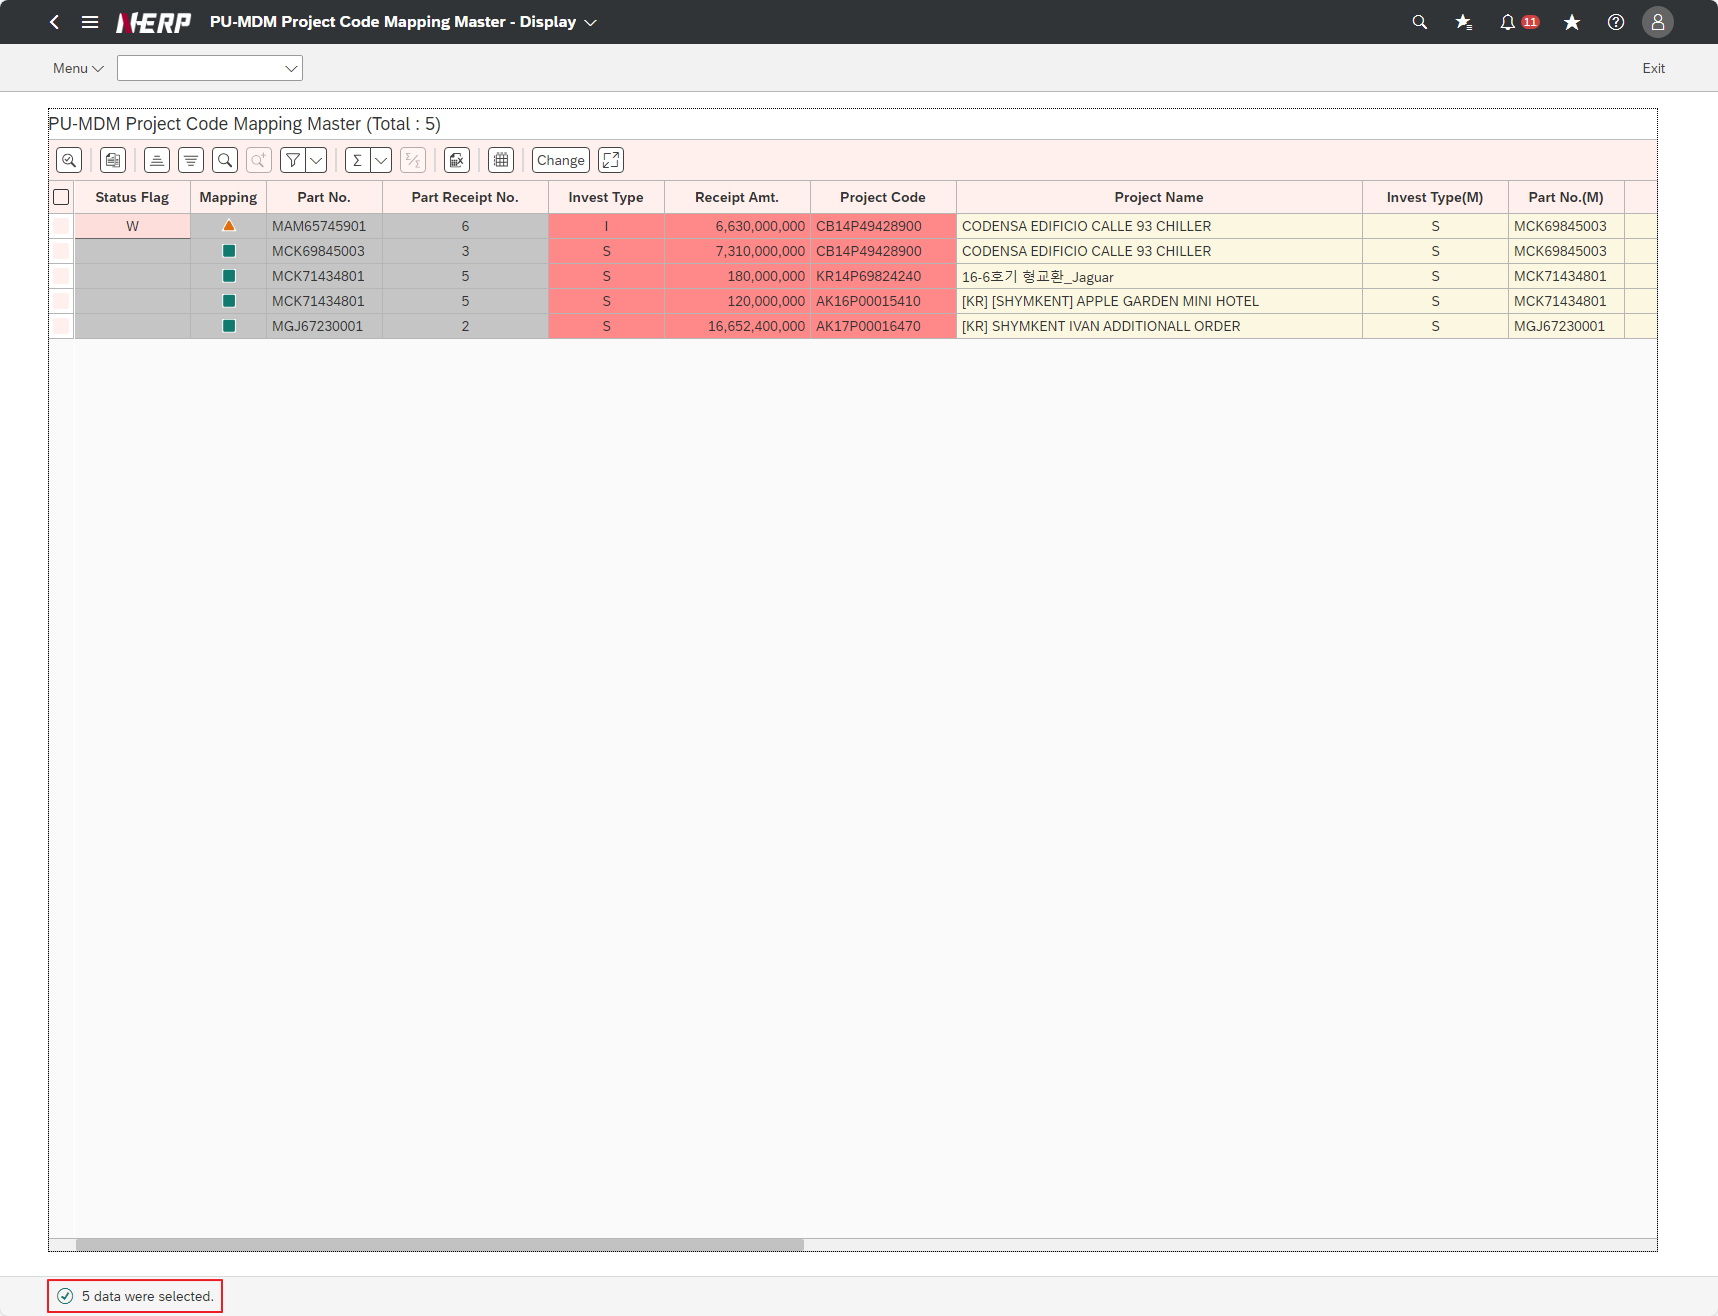 NERP PU-MDM Project Code Mapping Master - Display 11
Menu Exit
PU-MDM Project Code Mapping Master (Total : 5)
Change
Status Flag Mapping Part No. Part Receipt No. Invest Type Receipt Amt. Project Code Project Name Invest Type(M) Part No.(M)
W MAM65745901 6 I 6,630,000,000 CB14P49428900 CODENSA EDIFICIO CALLE 93 CHILLER S MCK69845003
MCK69845003 3 S 7,310,000,000 CB14P49428900 CODENSA EDIFICIO CALLE 93 CHILLER S MCK69845003
MCK71434801 5 S 180,000,000 KR14P69824240 16-6호기 형교환_Jaguar S MCK71434801
MCK71434801 5 S 120,000,000 AK16P00015410 [KR] [SHYMKENT] APPLE GARDEN MINI HOTEL S MCK71434801
MGJ67230001 2 S 16,652,400,000 AK17P00016470 [KR] SHYMKENT IVAN ADDITIONALL ORDER S MGJ67230001
5 data were selected.